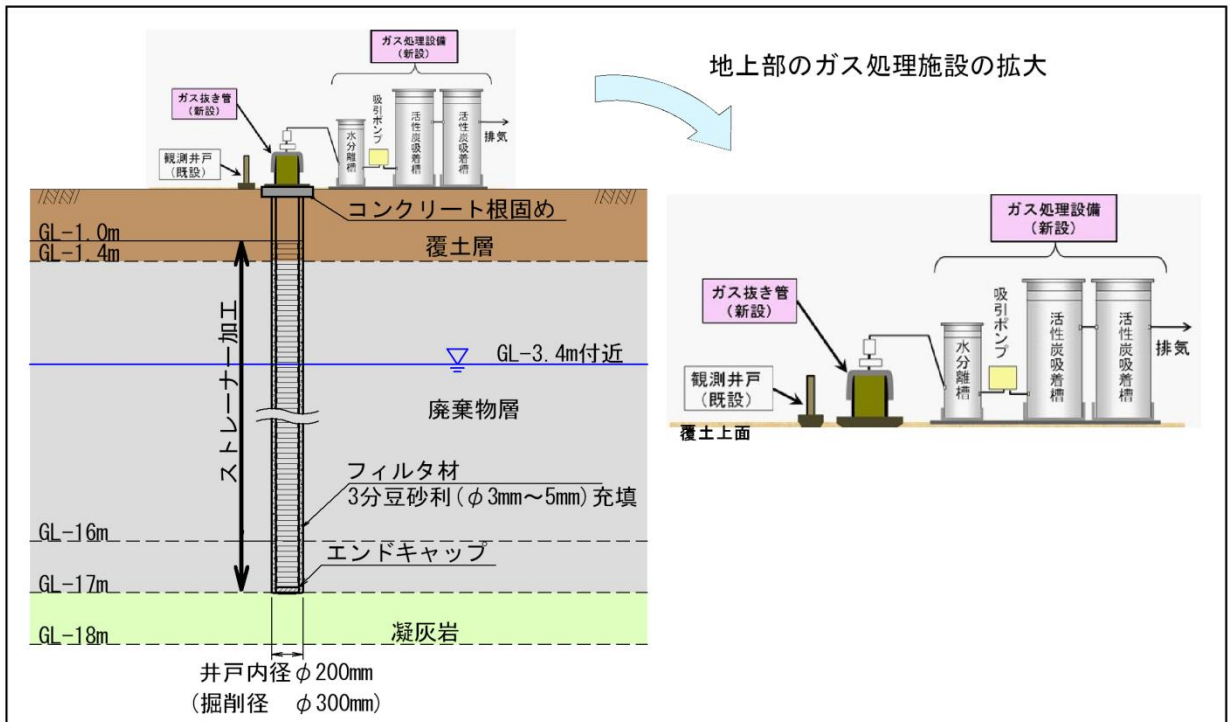 ガス処理設備
(新設)
ガス抜き管
(新設)
吸引ポンプ
水分離槽
活性炭吸着槽
活性炭吸着槽
排気
観測井戸
(既設)
地上部のガス処理施設の拡大
コンクリート根固め
GL-1.0m
GL-1.4m
覆土層
ストレーナー加工
GL-3.4m付近
廃棄物層
フィルタ材
3分豆砂利(φ3mm～5mm)充填
GL-16m
エンドキャップ
GL-17m
凝灰岩
GL-18m
井戸内径φ200mm
(掘削径 φ300mm)
ガス処理設備
(新設)
ガス抜き管
(新設)
吸引ポンプ
水分離槽
活性炭吸着槽
活性炭吸着槽
排気
観測井戸
(既設)
覆土上面